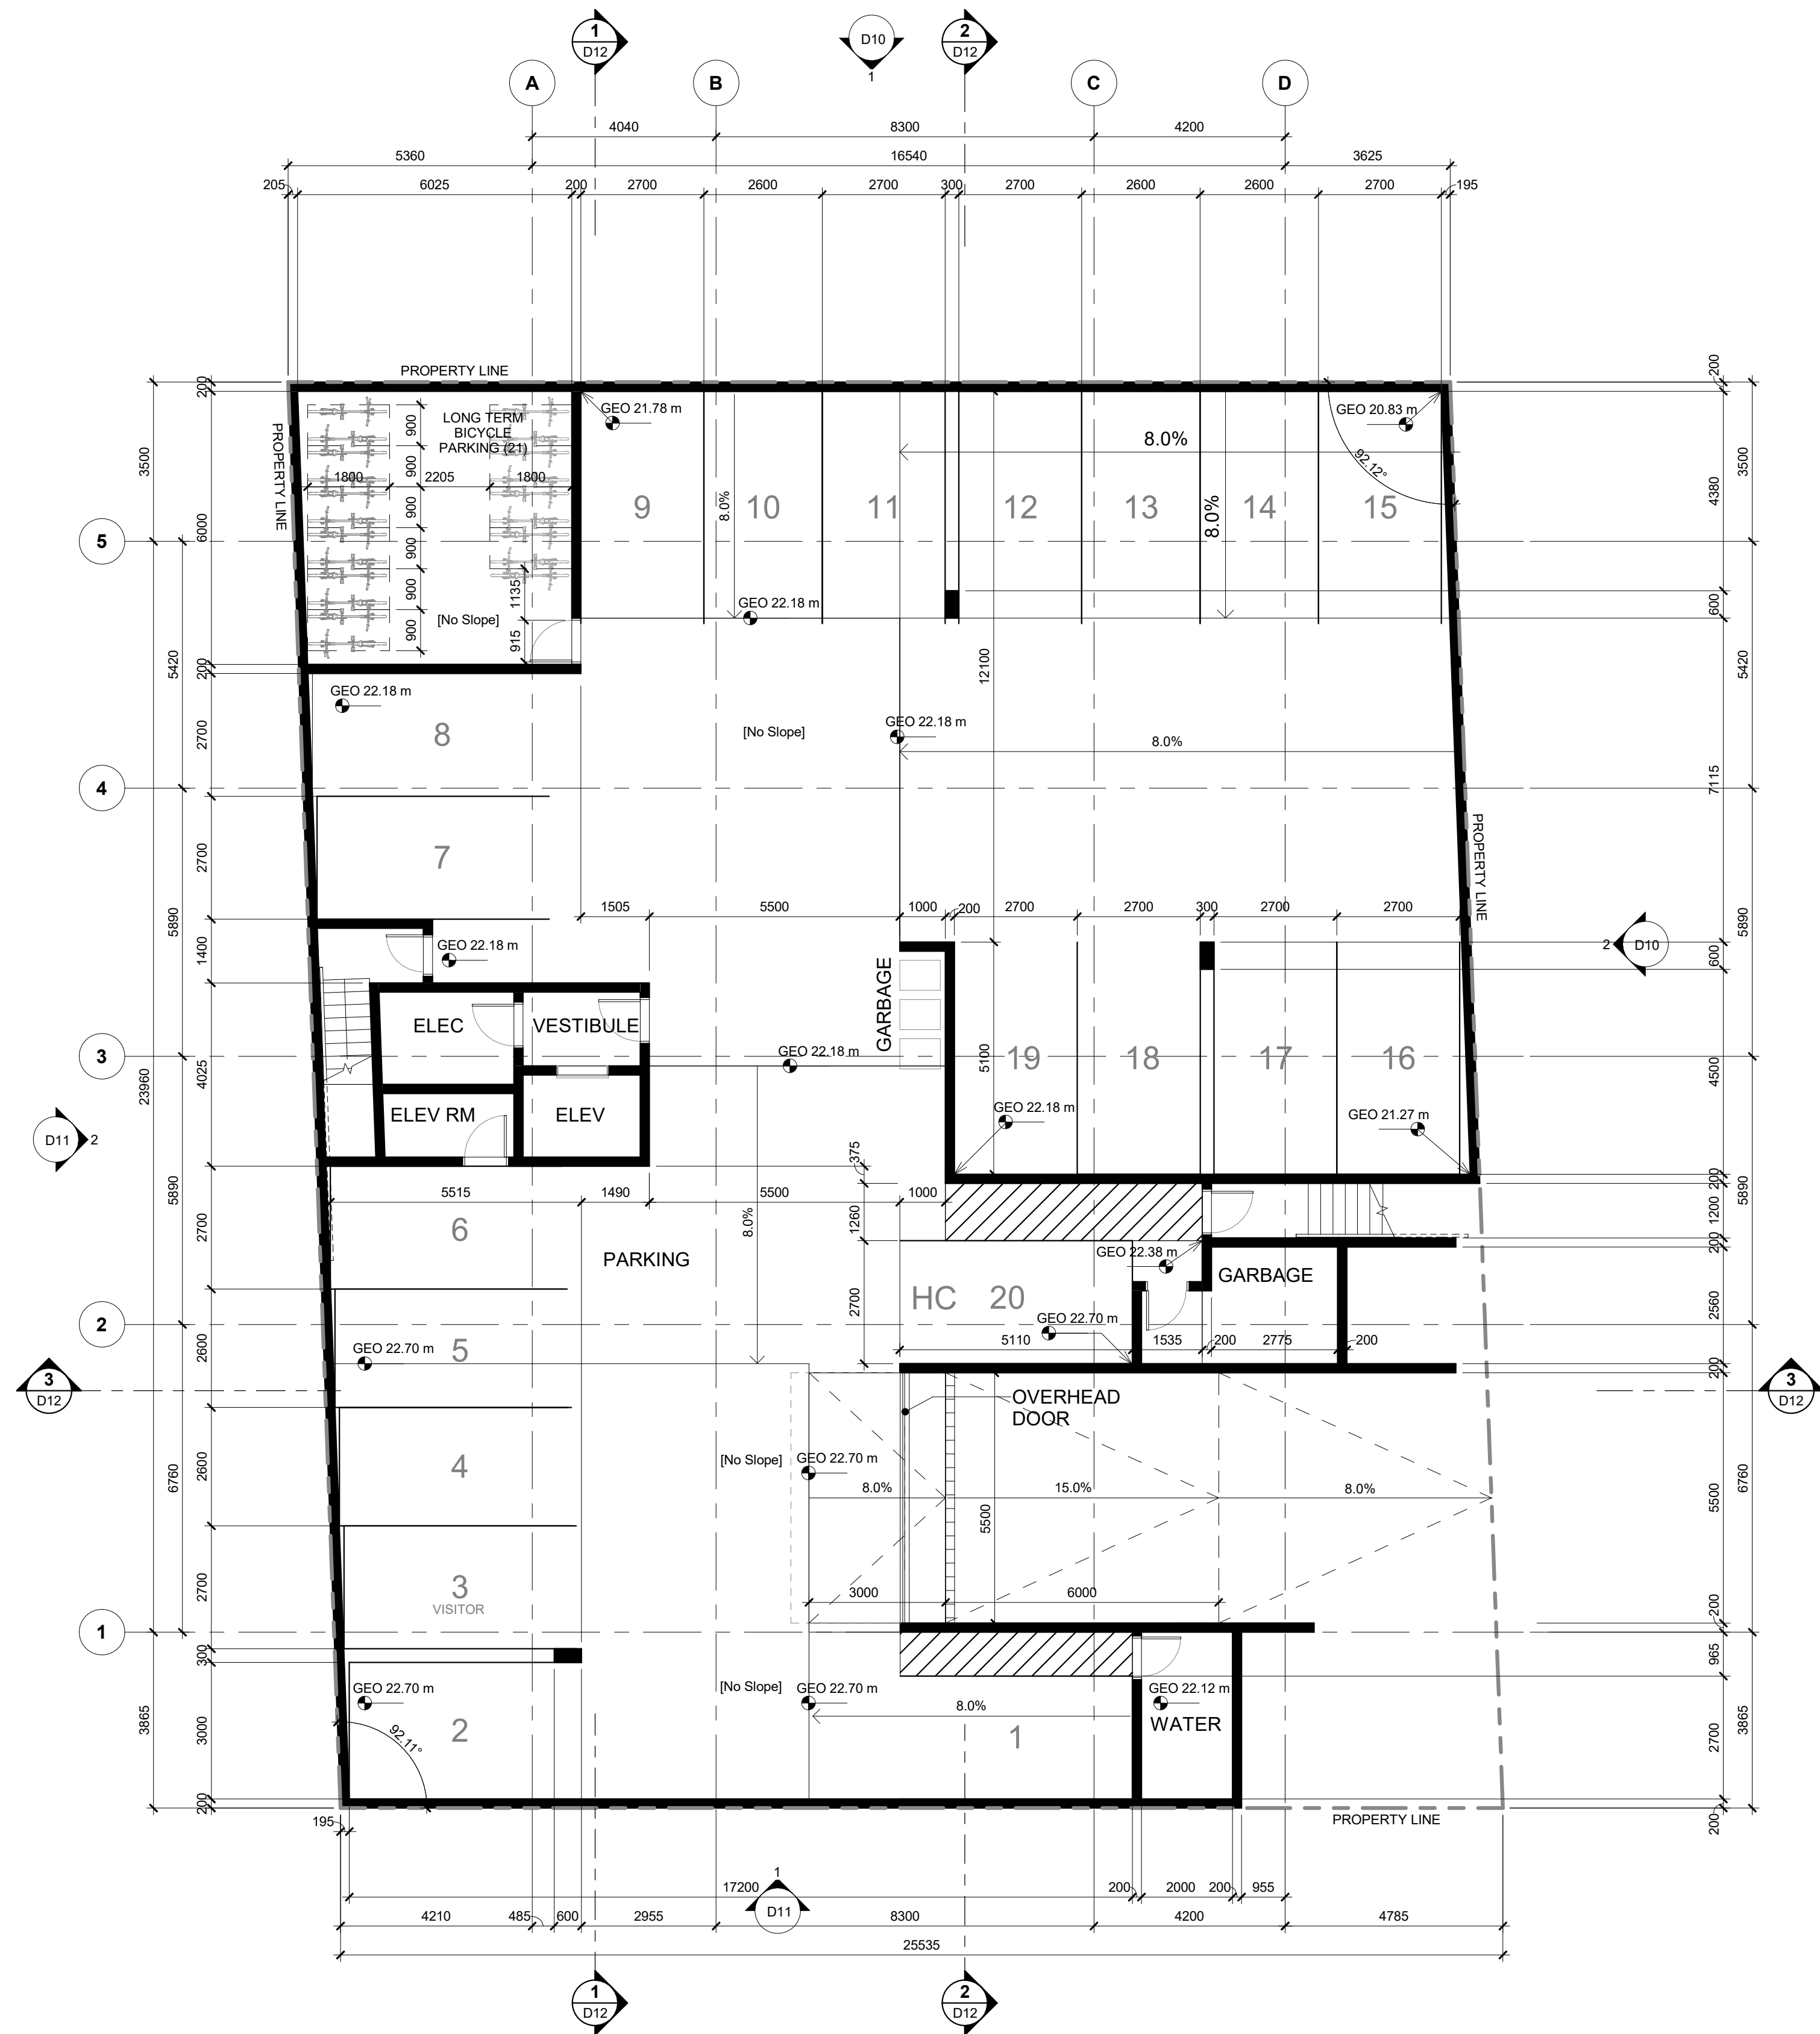 1
D12
D10
1
2
D12
A
B
C
D
4040
8300
4200
5360
16540
3625
205
6025
200
2700
2600
2700
300
2700
2600
2600
2700
195
PROPERTY LINE
PROPERTY LINE
LONG TERM
BICYCLE
PARKING (21)
GEO 21.78 m
GEO 20.83 m
8.0%
92.12°
1800
2205
1800
900
900
900
900
900
900
1135
915
[No Slope]
9
10
11
12
13
14
15
8.0%
8.0%
GEO 22.18 m
200
3500
6000
5
5420
200
2700
4
2700
5890
1400
3
23960
4025
D11
2
5890
2700
2
2600
3
D12
2600
6760
2700
1
300
3865
3000
200
200
3500
4380
600
5420
7115
5890
2
D10
600
4500
200
5890
1200
200
2560
200
3
D12
6760
5500
200
965
3865
2700
200
12100
GEO 22.18 m
8
[No Slope]
GEO 22.18 m
8.0%
7
PROPERTY LINE
1505
5500
1000
200
2700
2700
300
2700
2700
GEO 22.18 m
GARBAGE
ELEC
VESTIBULE
GEO 22.18 m
5100
19
18
17
16
ELEV RM
ELEV
GEO 22.18 m
GEO 21.27 m
375
5515
1490
5500
1000
1260
6
8.0%
PARKING
GEO 22.38 m
GARBAGE
HC 20
2700
GEO 22.70 m
5110
1535
200
2775
200
GEO 22.70 m
5
OVERHEAD
DOOR
4
[No Slope]
GEO 22.70 m
8.0%
15.0%
8.0%
5500
3
VISITOR
3000
6000
GEO 22.70 m
[No Slope]
GEO 22.70 m
GEO 22.12 m
8.0%
2
92.11°
1
WATER
PROPERTY LINE
195
1
17200
200
2000
200
955
D11
4210
485
600
2955
8300
4200
4785
25535
1
D12
2
D12